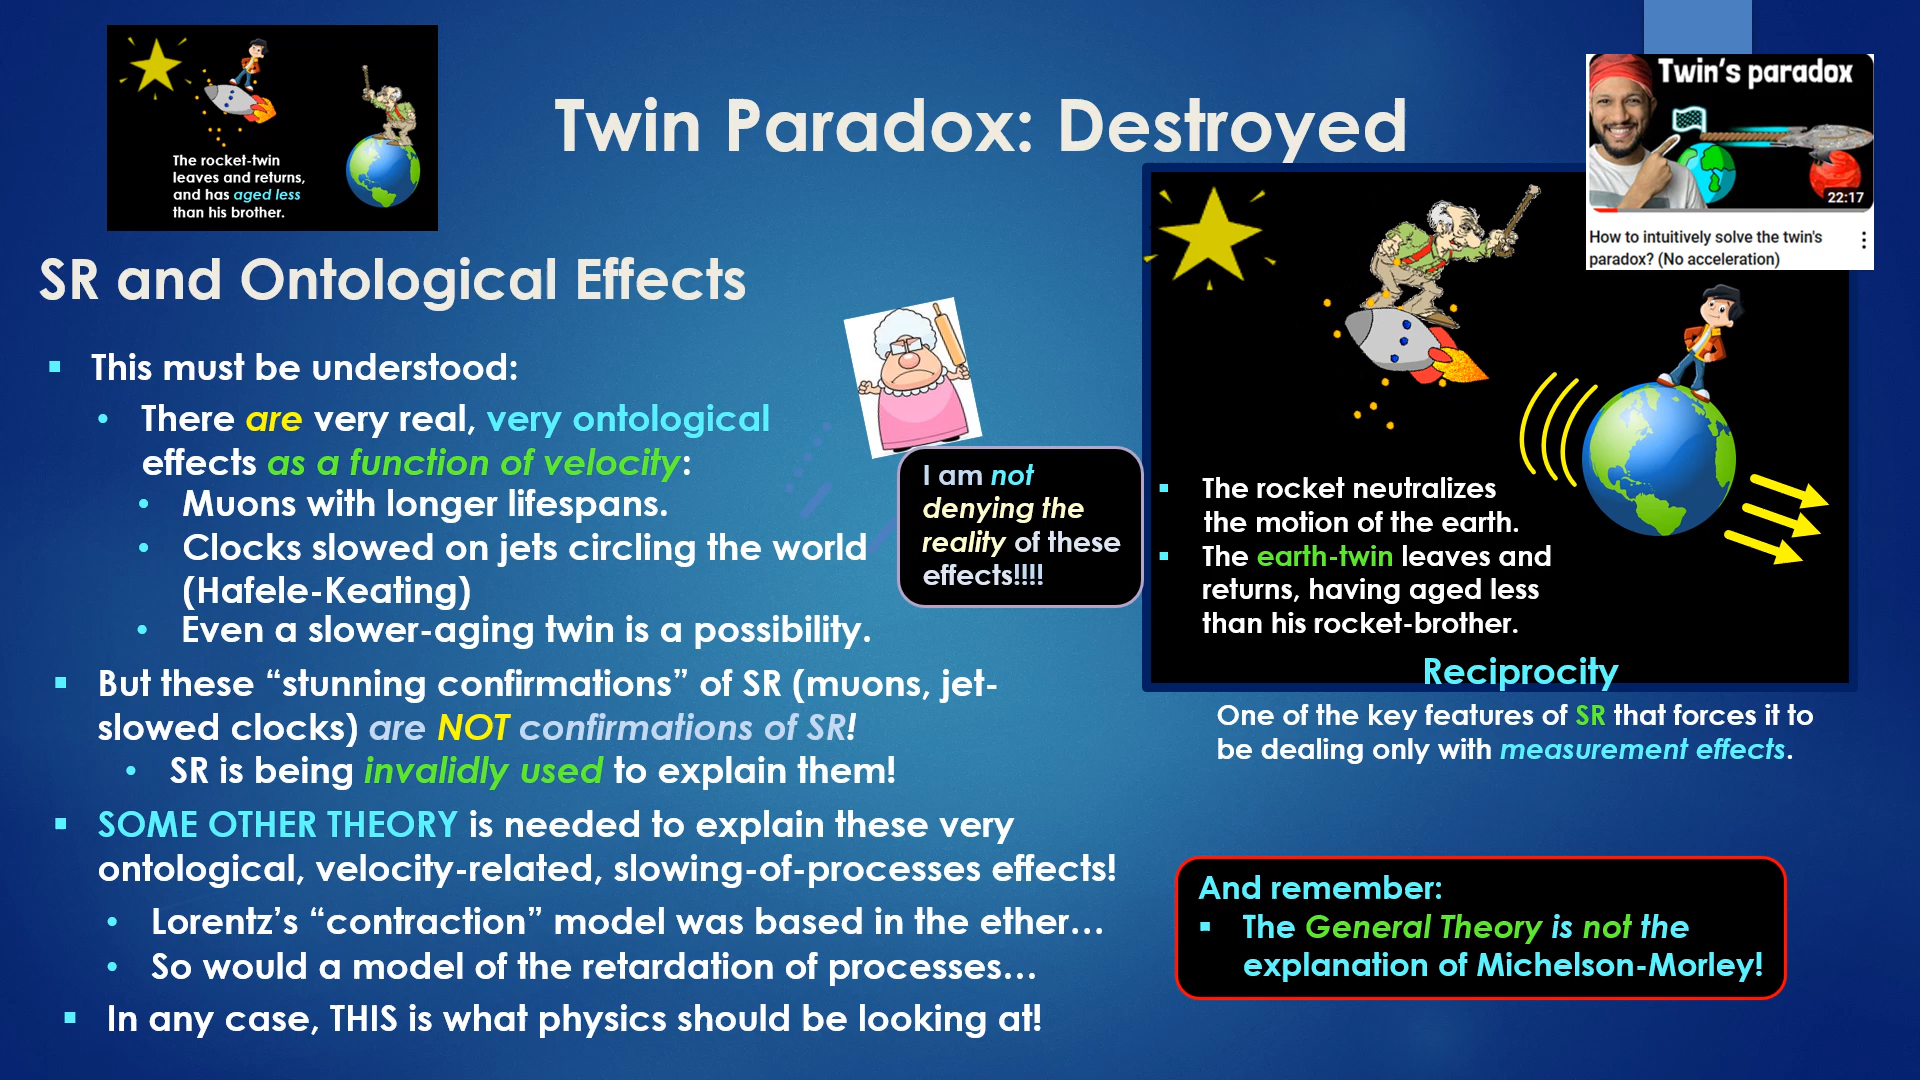 The rocket-twin
leaves and returns,
and has aged less
than his brother.
Twin Paradox: Destroyed
Twin's paradox
22:17
How to intuitively solve the twin's
paradox? (No acceleration)
SR and Ontological Effects
▪ This must be understood:
• There are very real, very ontological
effects as a function of velocity:
• Muons with longer lifespans.
• Clocks slowed on jets circling the world
(Hafele-Keating)
• Even a slower-aging twin is a possibility.
▪ But these “stunning confirmations” of SR (muons, jet-
slowed clocks) are NOT confirmations of SR!
• SR is being invalidly used to explain them!
▪ SOME OTHER THEORY is needed to explain these very
ontological, velocity-related, slowing-of-processes effects!
• Lorentz’s “contraction” model was based in the ether…
• So would a model of the retardation of processes…
▪ In any case, THIS is what physics should be looking at!
I am not
denying the
reality of these
effects!!!!
▪ The rocket neutralizes
the motion of the earth.
▪ The earth-twin leaves and
returns, having aged less
than his rocket-brother.
Reciprocity
One of the key features of SR that forces it to
be dealing only with measurement effects.
And remember:
▪ The General Theory is not the
explanation of Michelson-Morley!